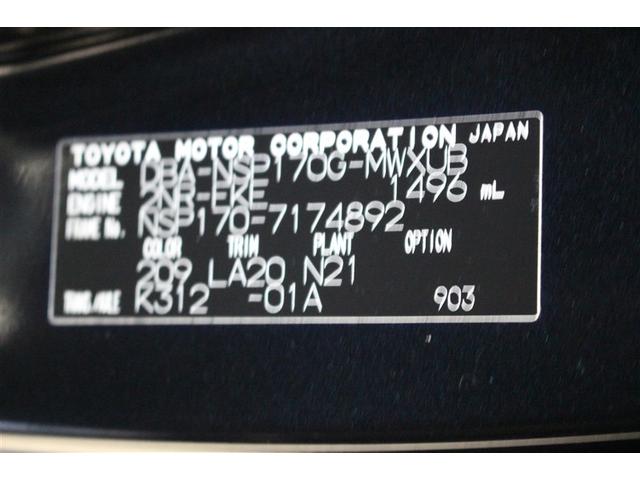 TOYOTA MOTOR CORPORATION JAPAN
MODEL DBA-NSP170G-MWXUB
ENGINE 2NR-FKE 1496 mL
FRAME No. NSP170-7174892
COLOR TRIM PLANT OPTION
209 LA20 N21
TRANS/AXLE K312 -01A 903